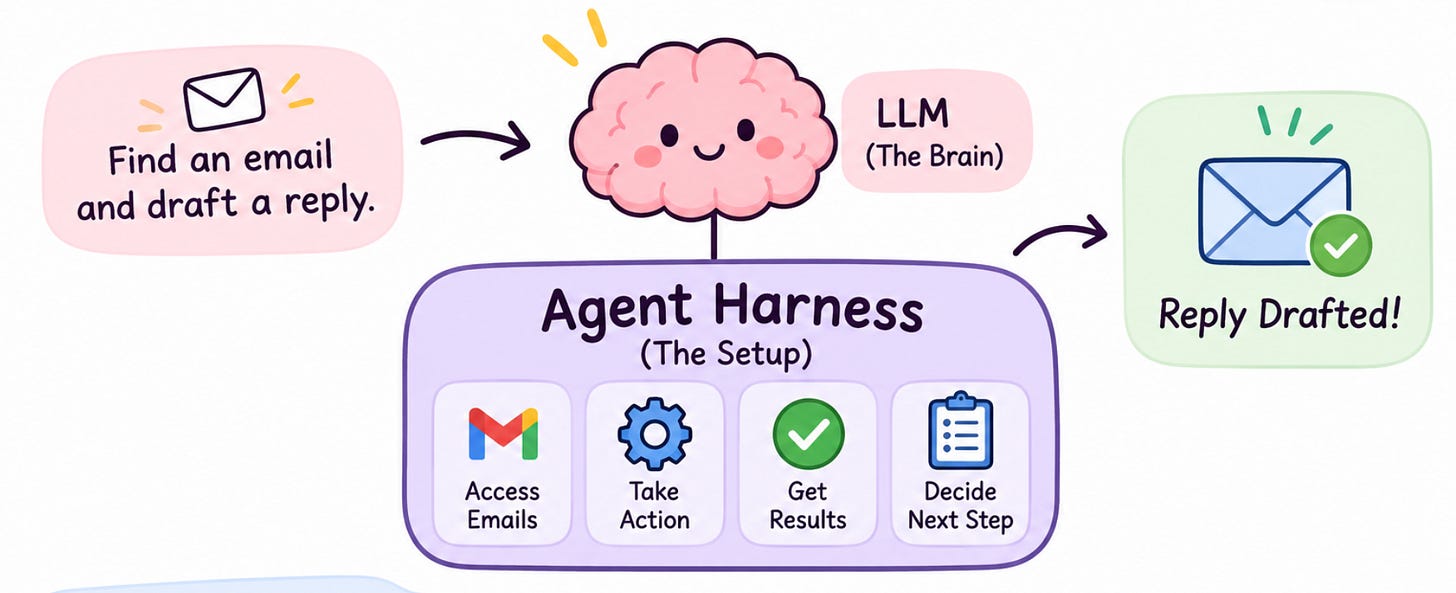 Find an email
and draft a reply.
LLM
(The Brain)
Agent Harness
(The Setup)
Access
Emails
Take
Action
Get
Results
Decide
Next Step
Reply Drafted!